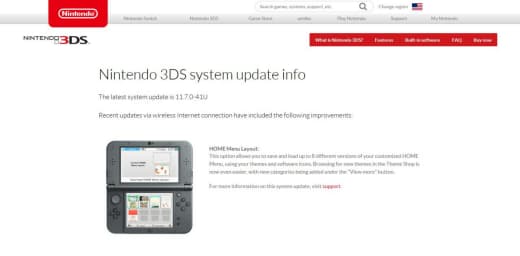 Nintendo
Search games, systems, support, etc.
Change region
Nintendo Switch
Nintendo 3DS
Game Store
amiibo
Play Nintendo
Support
My Nintendo
NINTENDO 3DS
What is Nintendo 3DS?
Features
Built-in software
FAQ
Buy now
Nintendo 3DS system update info
The latest system update is 11.7.0-41U
Recent updates via wireless Internet connection have included the following improvements:
HOME Menu Layout:
This option allows you to save and load up to 8 different versions of your customized HOME
Menu, using your themes and software icons. Browsing for new themes in the Theme Shop is
now even easier, with new categories being added under the "View more" button.
For more information on this system update, visit support.